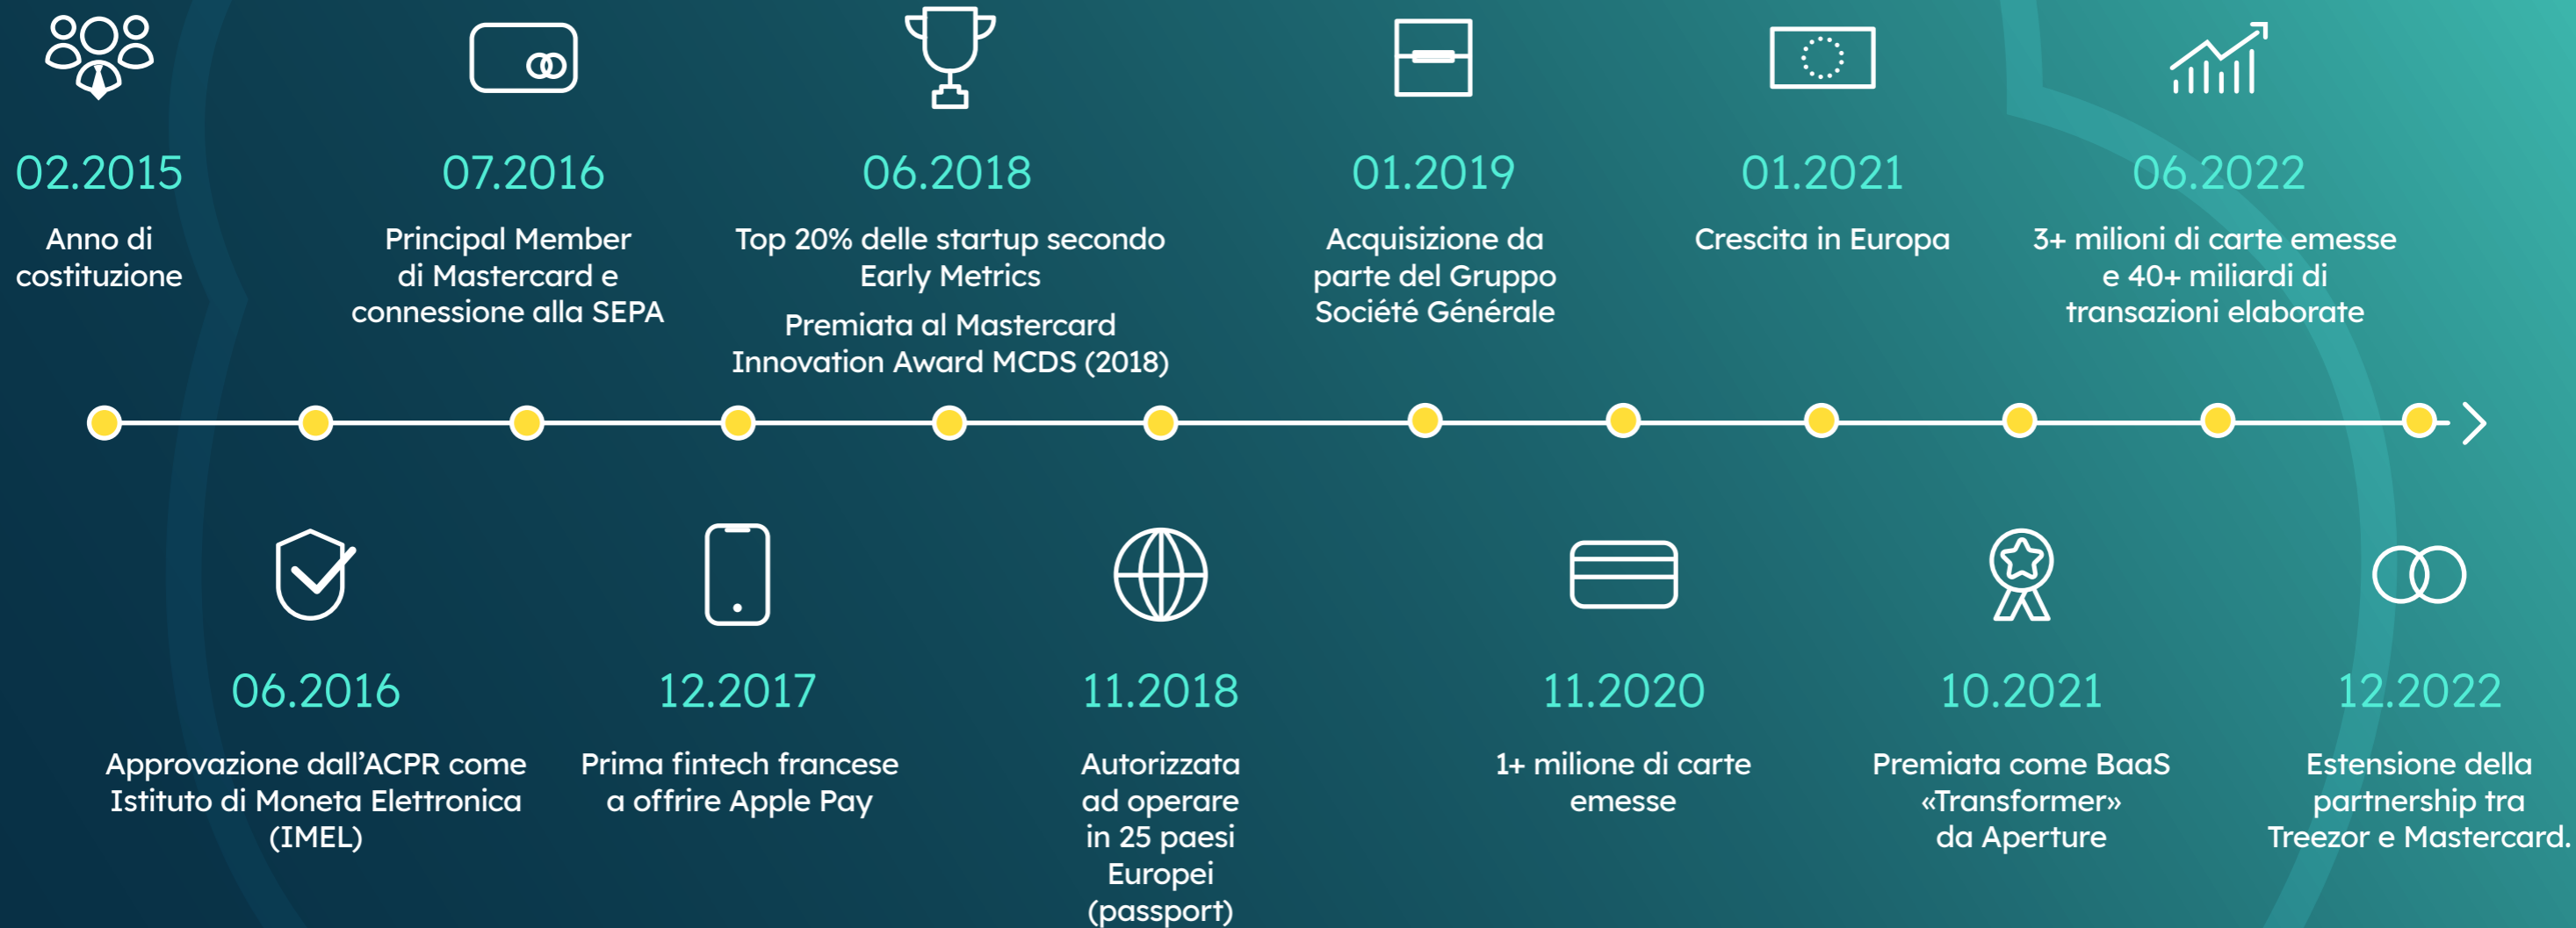 02.2015
Anno di
costituzione
07.2016
Principal Member
di Mastercard e
connessione alla SEPA
06.2018
Top 20% delle startup secondo
Early Metrics
Premiata al Mastercard
Innovation Award MCDS (2018)
01.2019
Acquisizione da
parte del Gruppo
Société Générale
01.2021
Crescita in Europa
06.2022
3+ milioni di carte emesse
e 40+ miliardi di
transazioni elaborate
06.2016
Approvazione dall’ACPR come
Istituto di Moneta Elettronica
(IMEL)
12.2017
Prima fintech francese
a offrire Apple Pay
11.2018
Autorizzata
ad operare
in 25 paesi
Europei
(passport)
11.2020
1+ milione di carte
emesse
10.2021
Premiata come BaaS
«Transformer»
da Aperture
12.2022
Estensione della
partnership tra
Treezor e Mastercard.